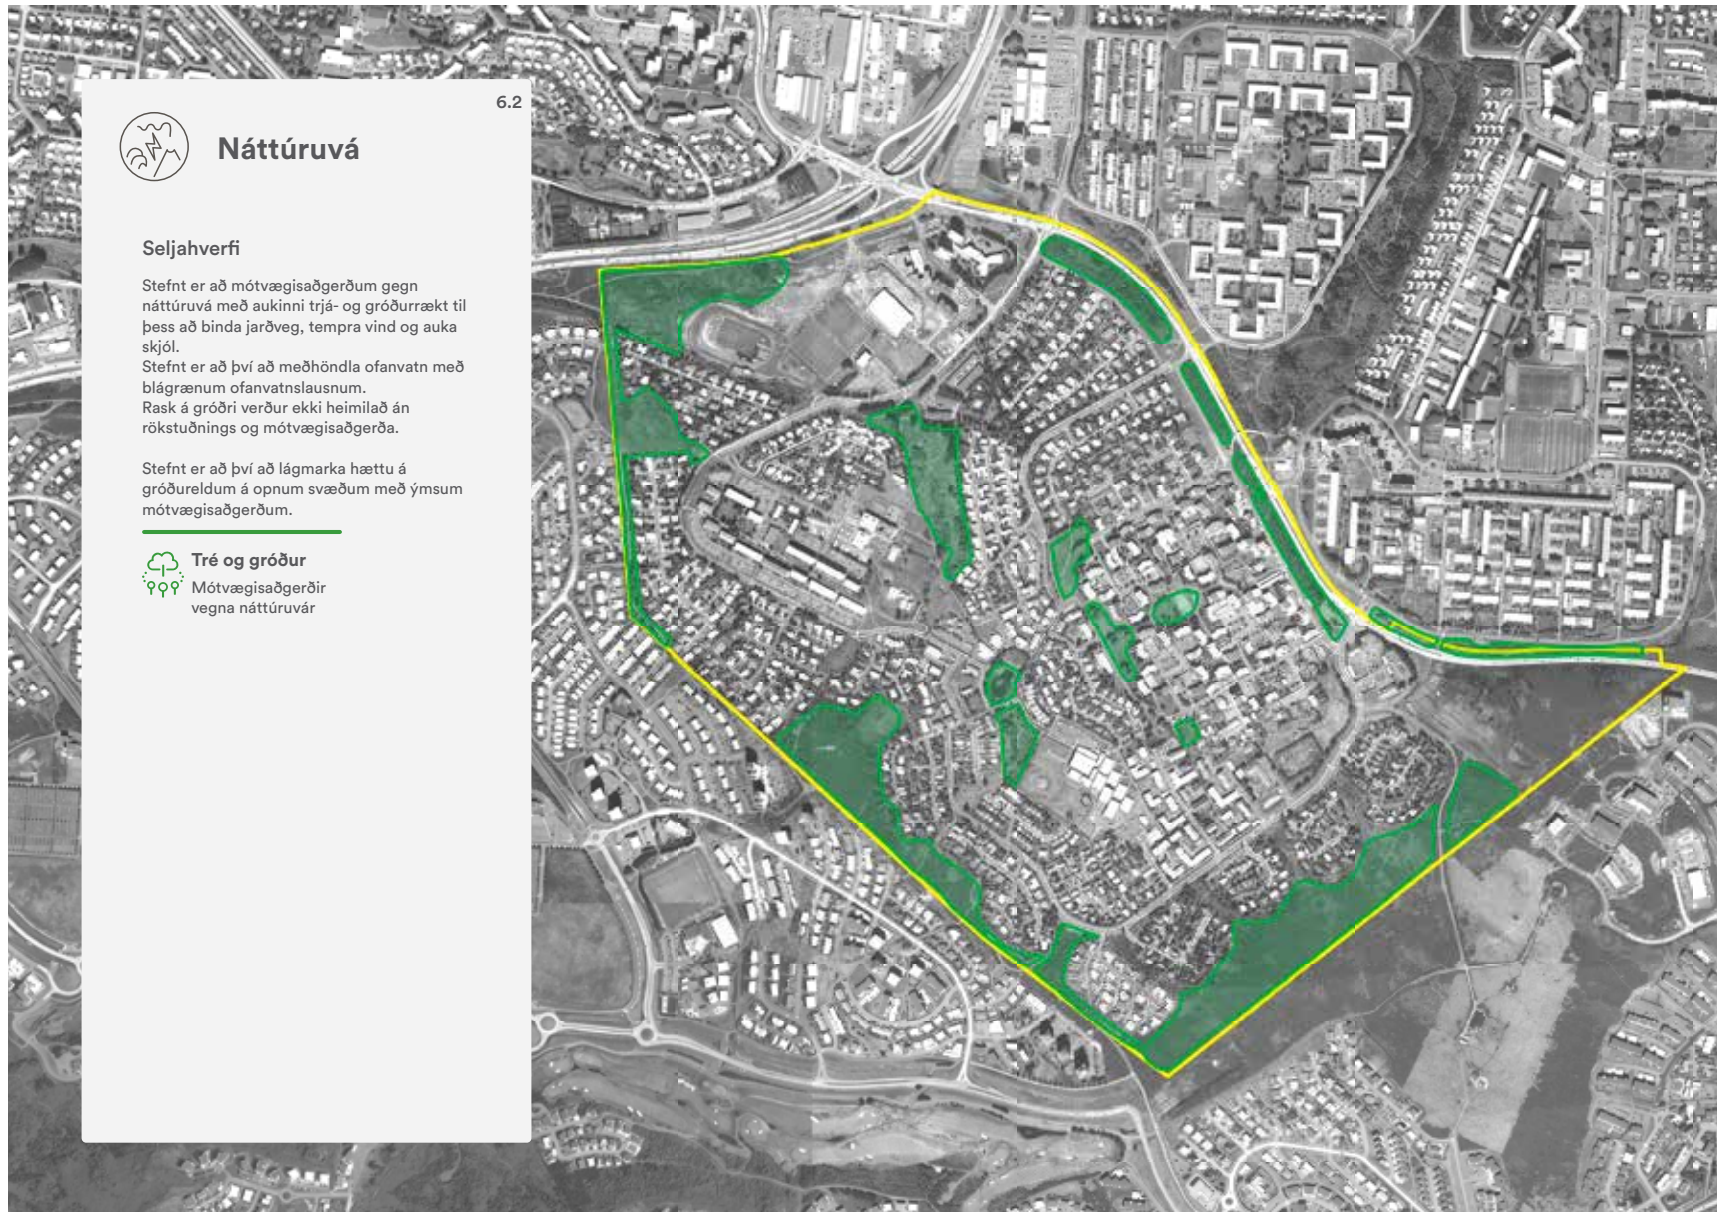 6.2
Náttúruvá
Seljahverfi
Stefnt er að mótvægisaðgerðum gegn
náttúruvá með aukinni trjá- og gróðurrækt til
þess að binda jarðveg, tempra vind og auka
skjól.
Stefnt er að því að meðhöndla ofanvatn með
blágrænum ofanvatnslausnum.
Rask á gróðri verður ekki heimilað án
rökstuðnings og mótvægisaðgerða.
Stefnt er að því að lágmarka hættu á
gróðureldum á opnum svæðum með ýmsum
mótvægisaðgerðum.
Tré og gróður
Mótvægisaðgerðir
vegna náttúruvár